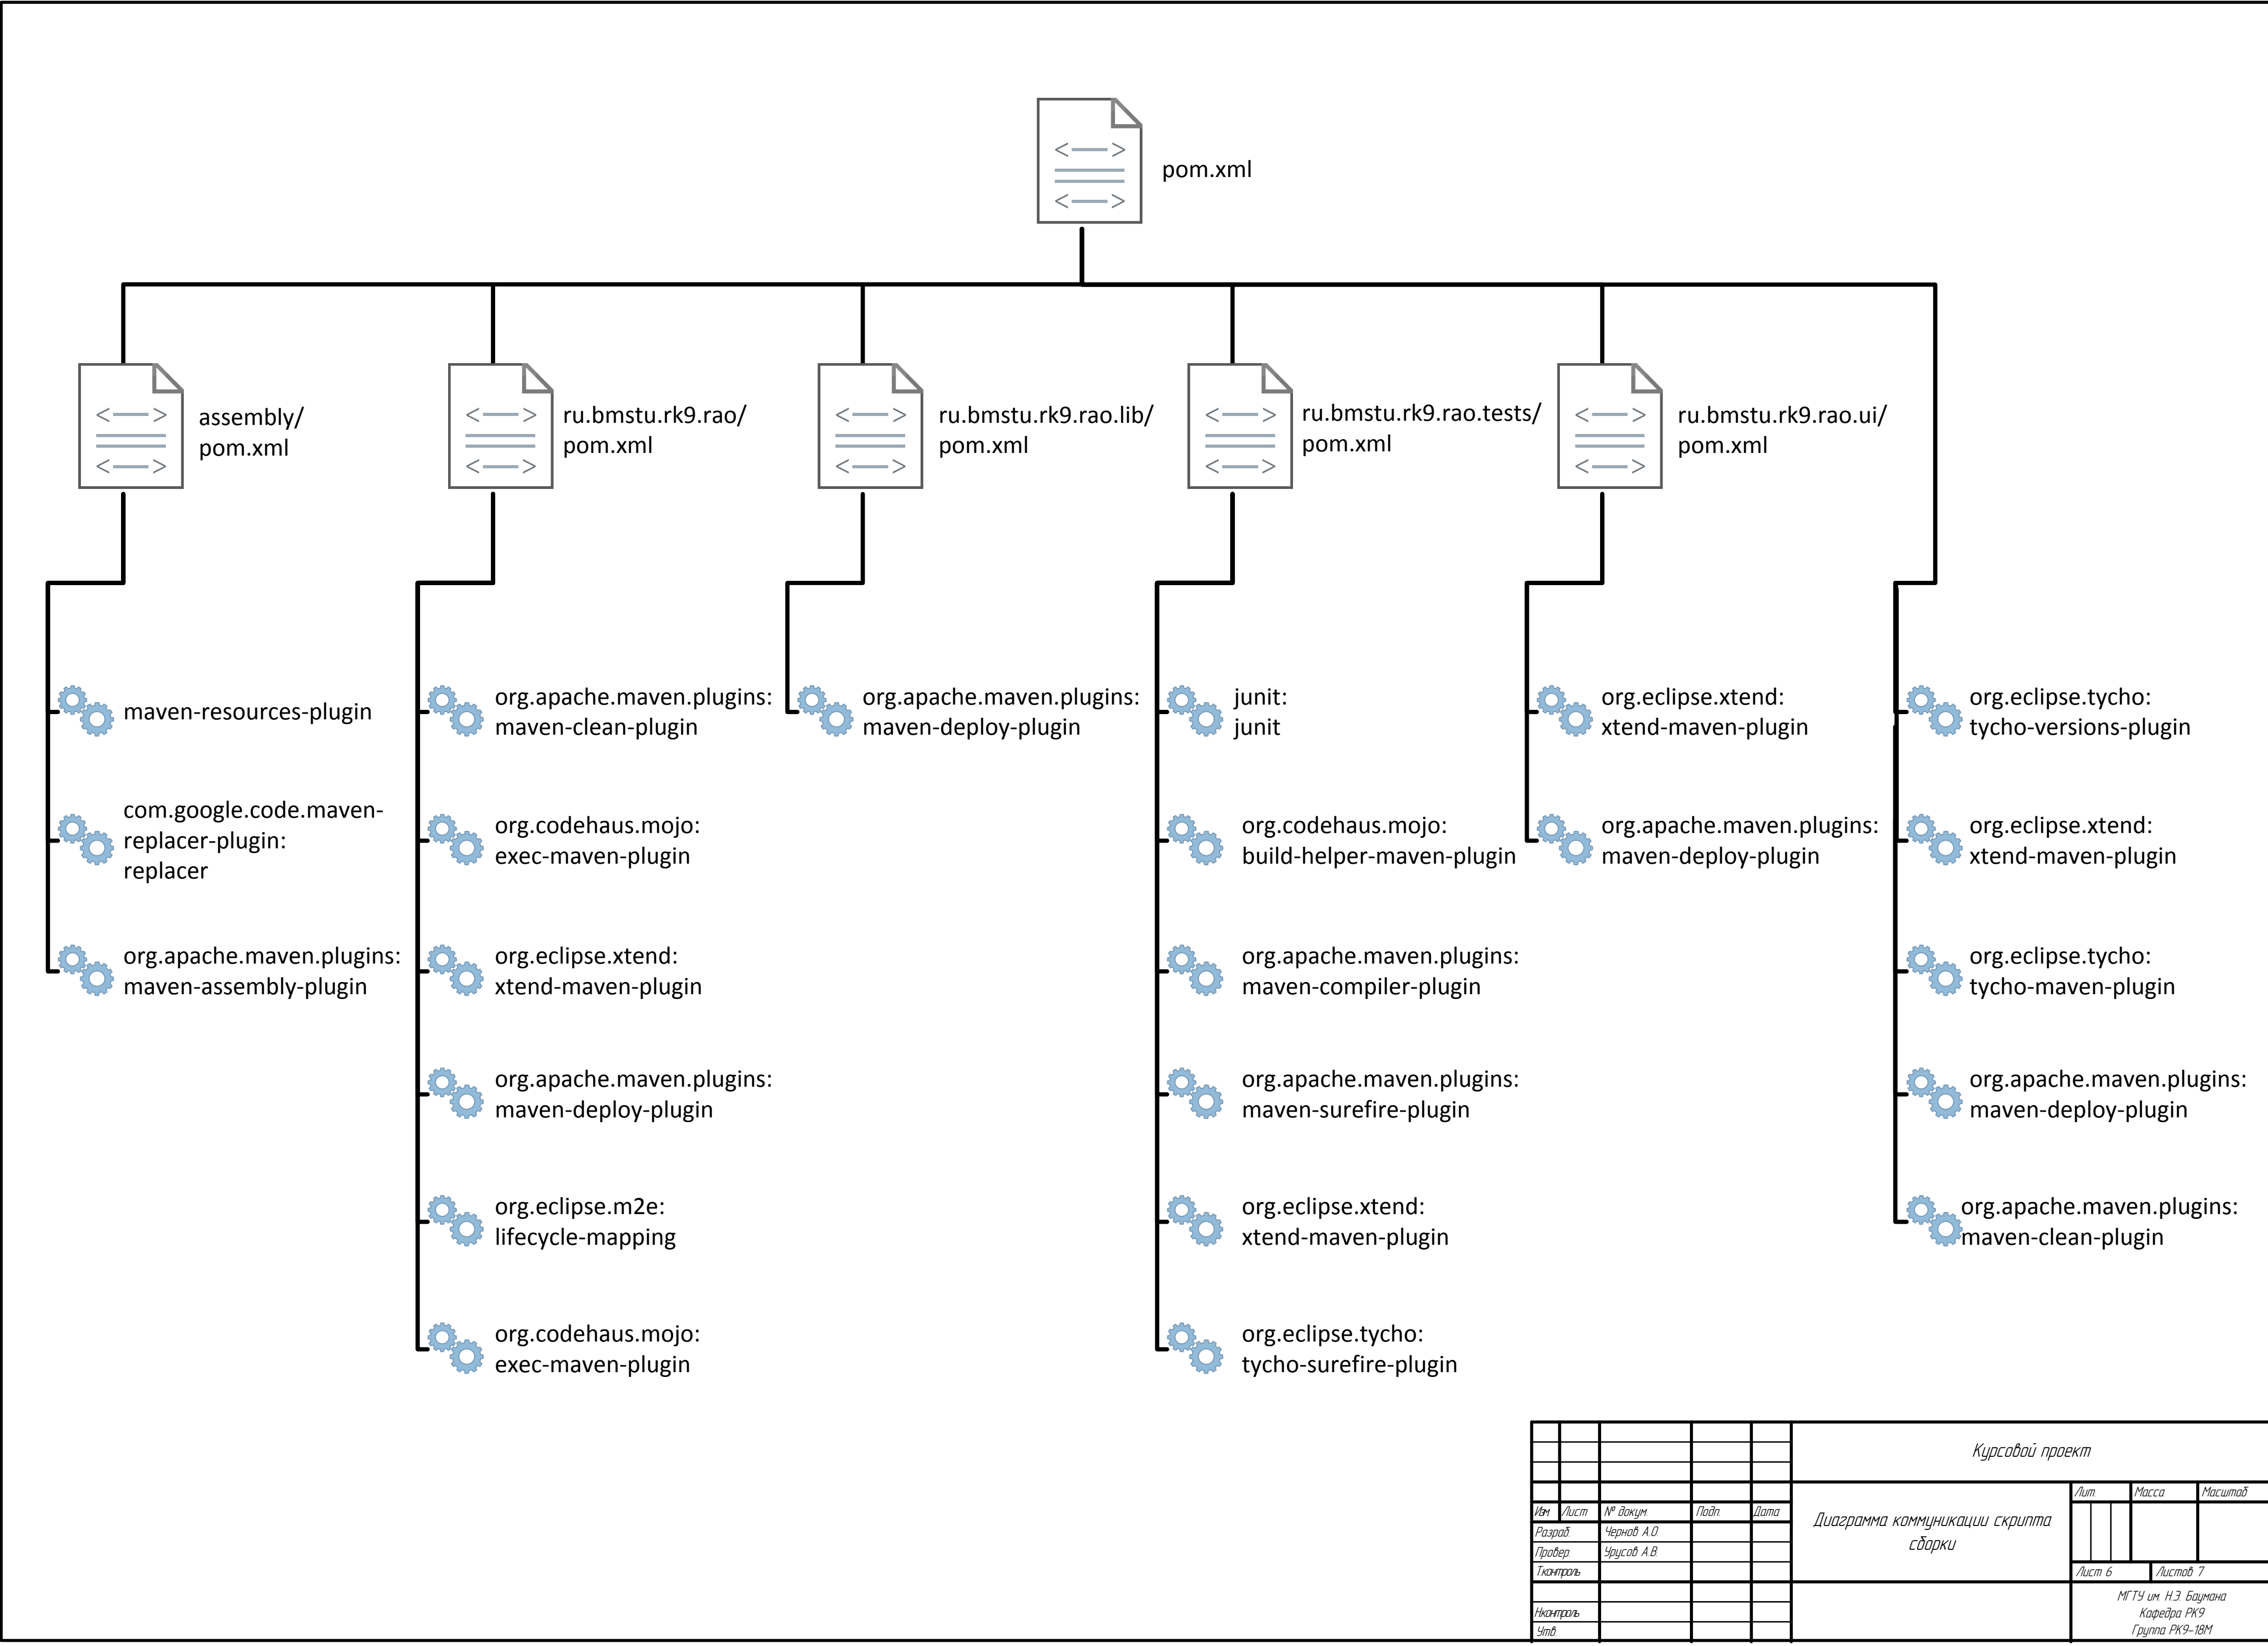 pom.xml
assembly/
pom.xml
ru.bmstu.rk9.rao/
pom.xml
ru.bmstu.rk9.rao.lib/
pom.xml
ru.bmstu.rk9.rao.tests/
pom.xml
ru.bmstu.rk9.rao.ui/
pom.xml
maven-resources-plugin
com.google.code.maven-
replacer-plugin:
replacer
org.apache.maven.plugins:
maven-assembly-plugin
org.apache.maven.plugins:
maven-clean-plugin
org.codehaus.mojo:
exec-maven-plugin
org.eclipse.xtend:
xtend-maven-plugin
org.apache.maven.plugins:
maven-deploy-plugin
org.eclipse.m2e:
lifecycle-mapping
org.codehaus.mojo:
exec-maven-plugin
org.apache.maven.plugins:
maven-deploy-plugin
junit:
junit
org.codehaus.mojo:
build-helper-maven-plugin
org.apache.maven.plugins:
maven-compiler-plugin
org.apache.maven.plugins:
maven-surefire-plugin
org.eclipse.xtend:
xtend-maven-plugin
org.eclipse.tycho:
tycho-surefire-plugin
org.eclipse.xtend:
xtend-maven-plugin
org.apache.maven.plugins:
maven-deploy-plugin
org.eclipse.tycho:
tycho-versions-plugin
org.eclipse.xtend:
xtend-maven-plugin
org.eclipse.tycho:
tycho-maven-plugin
org.apache.maven.plugins:
maven-deploy-plugin
org.apache.maven.plugins:
maven-clean-plugin
Курсовой проект
Изм Лист № докум. Подп. Дата
Разраб. Чернов А.О.
Провер. Урусов А.В.
Т.контроль
Н.контроль
Утв.
Диаграмма коммуникации скрипта
сборки
Лит. Масса Масштаб
Лист 6 Листов 7
МГТУ им. Н.Э. Баумана
Кафедра РК9
Группа РК9-18М